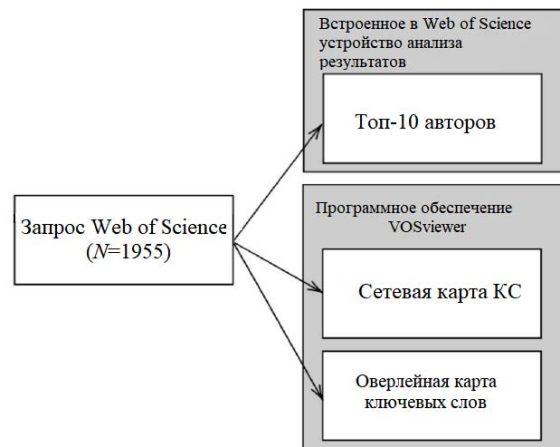 Встроенное в Web of Science
устройство анализа
результатов
Топ-10 авторов
Запрос Web of Science
(N=1955)
Программное обеспечение
VOSviewer
Сетевая карта КС
Оверлейная карта
ключевых слов